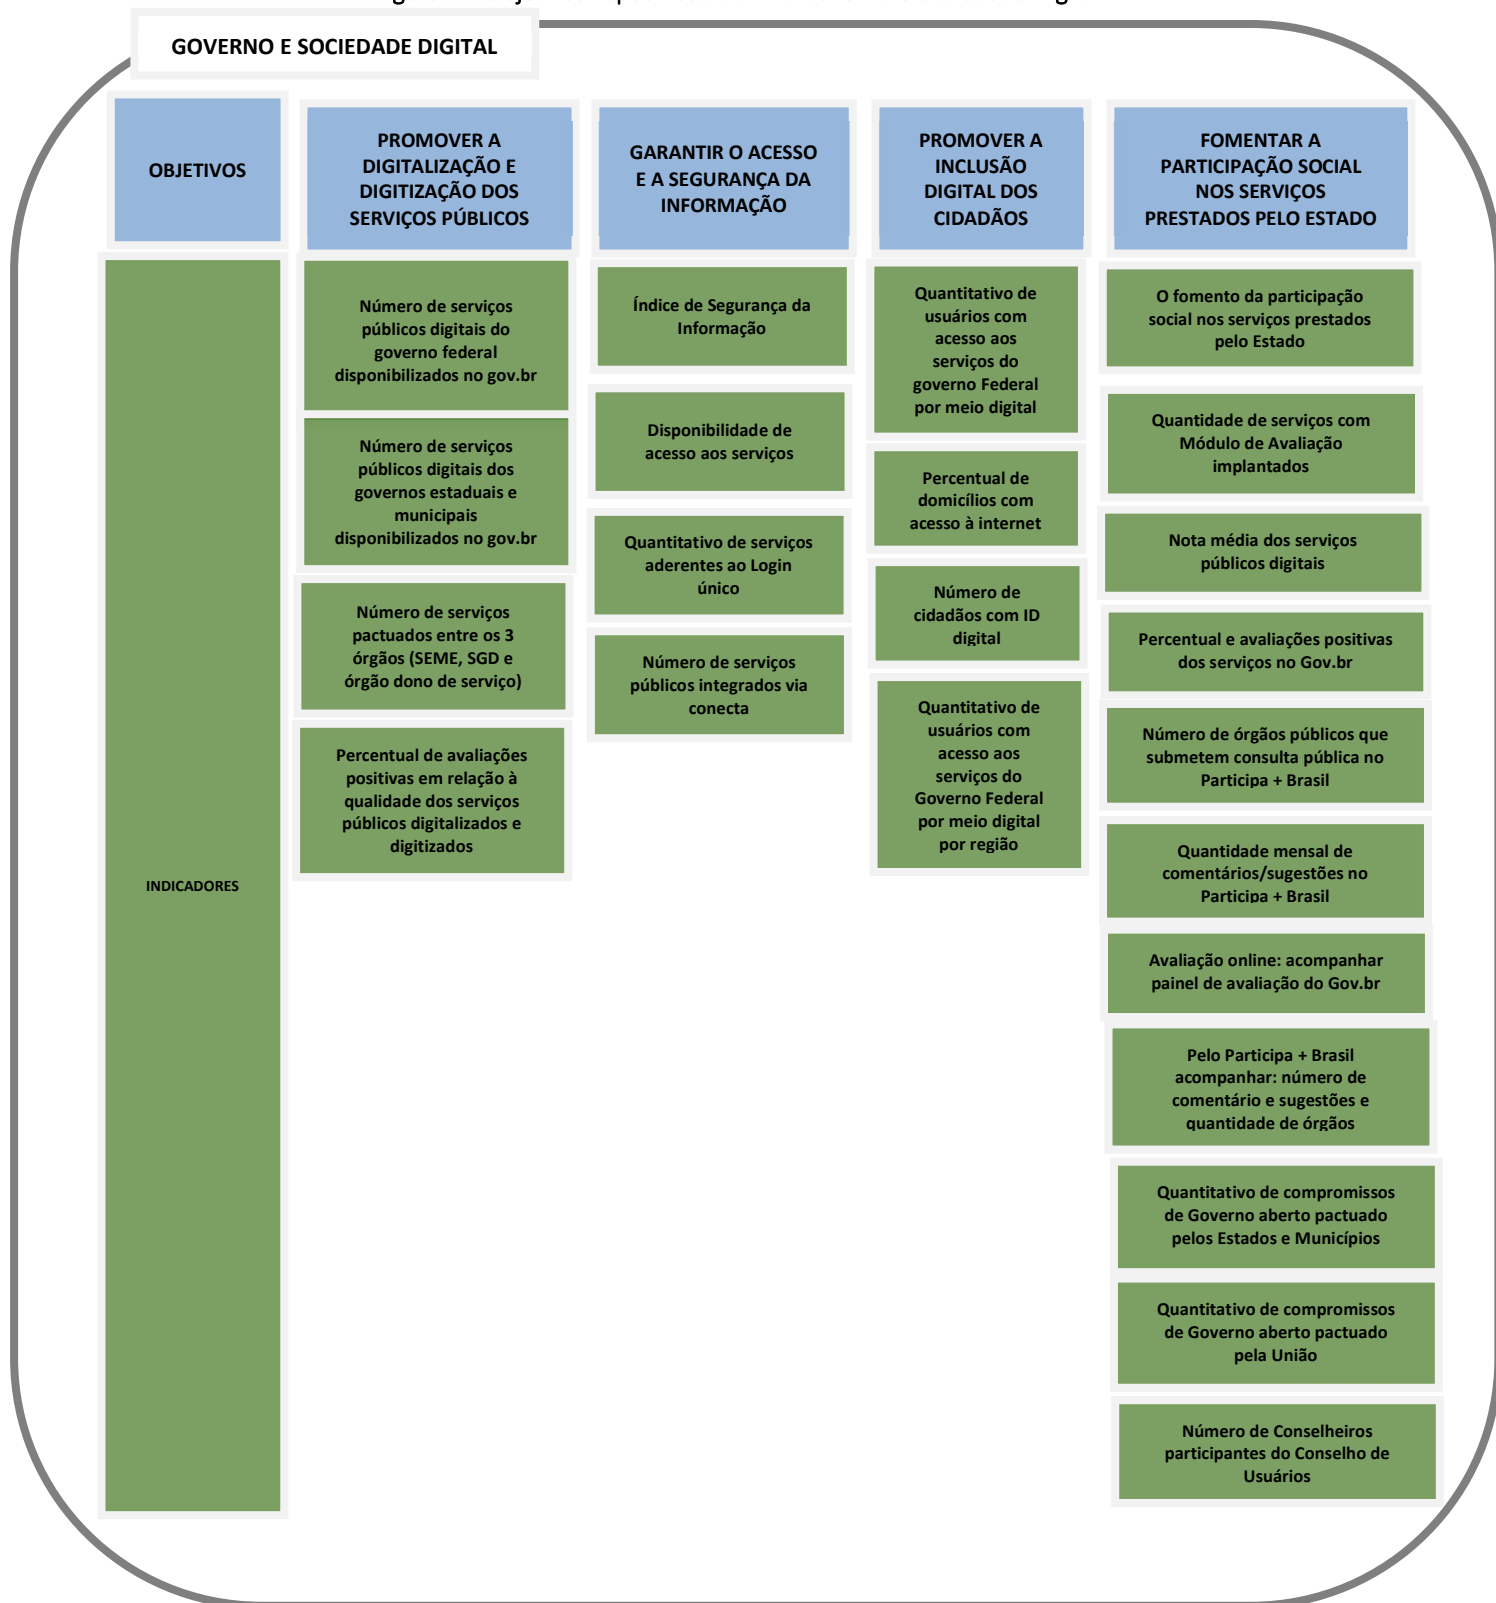 GOVERNO E SOCIEDADE DIGITAL
OBJETIVOS
PROMOVER A
DIGITALIZAÇÃO E
DIGITIZAÇÃO DOS
SERVIÇOS PÚBLICOS
GARANTIR O ACESSO
E A SEGURANÇA DA
INFORMAÇÃO
PROMOVER A
INCLUSÃO
DIGITAL DOS
CIDADÃOS
FOMENTAR A
PARTICIPAÇÃO SOCIAL
NOS SERVIÇOS
PRESTADOS PELO ESTADO
INDICADORES
Número de serviços
públicos digitais do
governo federal
disponibilizados no gov.br
Número de serviços
públicos digitais dos
governos estaduais e
municipais
disponibilizados no gov.br
Número de serviços
pactuados entre os 3
órgãos (SEME, SGD e
órgão dono de serviço)
Percentual de avaliações
positivas em relação à
qualidade dos serviços
públicos digitalizados e
digitizados
Índice de Segurança da
Informação
Disponibilidade de
acesso aos serviços
Quantitativo de serviços
aderentes ao Login
único
Número de serviços
públicos integrados via
conecta
Quantitativo de
usuários com
acesso aos
serviços do
governo Federal
por meio digital
Percentual de
domicílios com
acesso à internet
Número de
cidadãos com ID
digital
Quantitativo de
usuários com
acesso aos
serviços do
Governo Federal
por meio digital
por região
O fomento da participação
social nos serviços prestados
pelo Estado
Quantidade de serviços com
Módulo de Avaliação
implantados
Nota média dos serviços
públicos digitais
Percentual e avaliações positivas
dos serviços no Gov.br
Número de órgãos públicos que
submetem consulta pública no
Participa + Brasil
Quantidade mensal de
comentários/sugestões no
Participa + Brasil
Avaliação online: acompanhar
painel de avaliação do Gov.br
Pelo Participa + Brasil
acompanhar: número de
comentário e sugestões e
quantidade de órgãos
Quantitativo de compromissos
de Governo aberto pactuado
pelos Estados e Municípios
Quantitativo de compromissos
de Governo aberto pactuado
pela União
Número de Conselheiros
participantes do Conselho de
Usuários